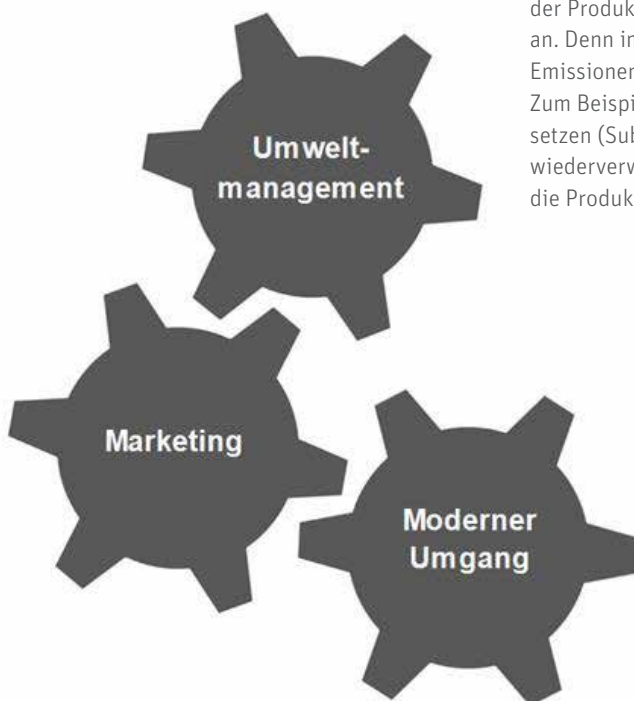 der Produk
an. Denn in
Emissionen
Zum Beispi
setzen (Sub
wiederverw
die Produk
Umwelt-
management
Marketing
Moderner
Umgang